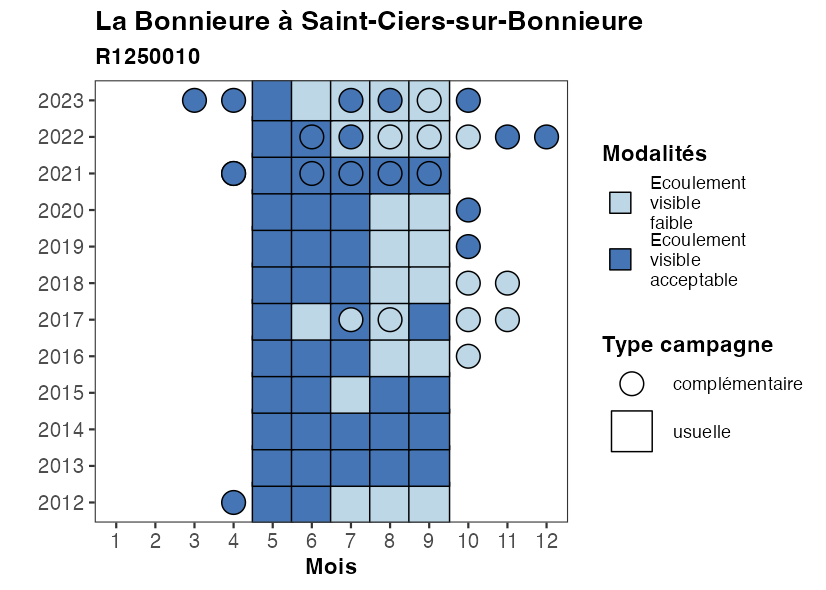 La Bonnieure à Saint-Ciers-sur-Bonnieure
R1250010
2023
2022
2021
2020
2019
2018
2017
2016
2015
2014
2013
2012
1 2 3 4 5 6 7 8 9 10 11 12
Mois
Modalités
Ecoulement
visible
faible
Ecoulement
visible
acceptable
Type campagne
complémentaire
usuelle